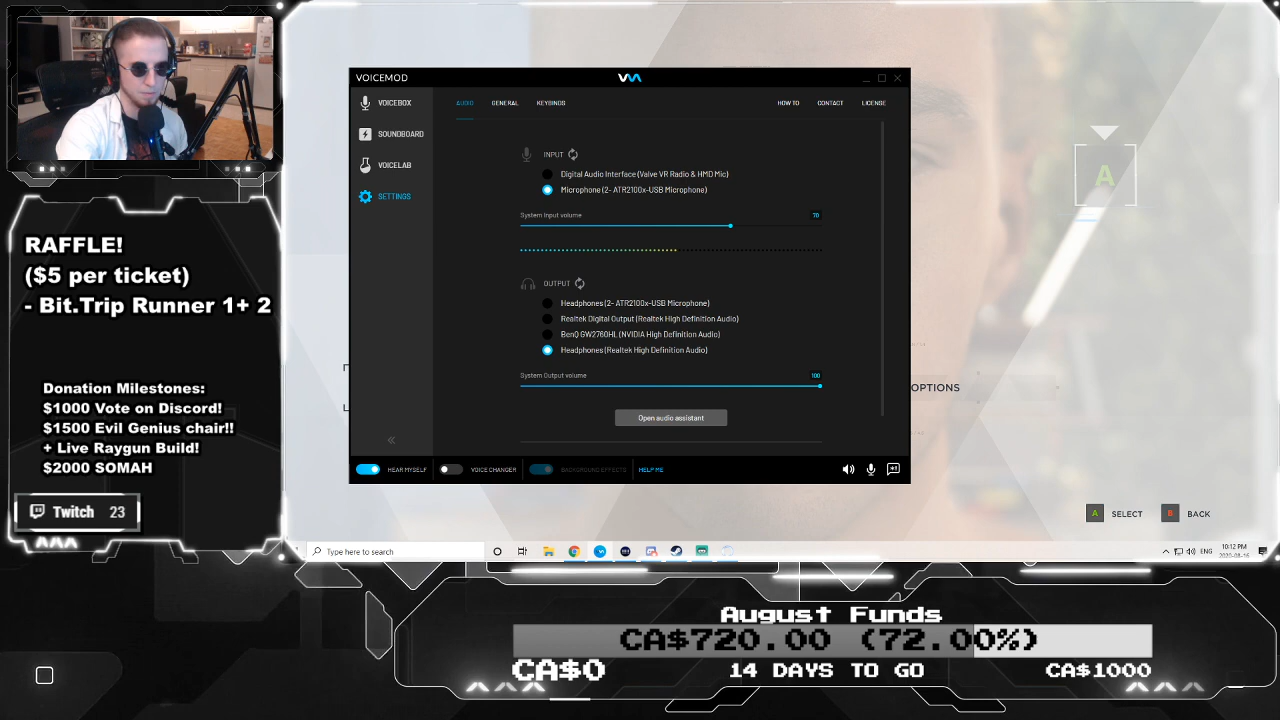 RAFFLE!
($5 per ticket)
- Bit.Trip Runner 1+ 2
Donation Milestones:
$1000 Vote on Discord!
$1500 Evil Genius chair!!
+ Live Raygun Build!
$2000 SOMAH
Twitch 23
VOICEMOD
VOICEBOX
SOUNDBOARD
VOICELAB
SETTINGS
AUDIO GENERAL KEYBINDS HOW TO CONTACT LICENSE
INPUT
Digital Audio Interface (Valve VR Radio & HMD Mic)
Microphone (2- ATR2100x-USB Microphone)
System Input volume 70
OUTPUT
Headphones (2- ATR2100x-USB Microphone)
Realtek Digital Output (Realtek High Definition Audio)
BenQ GW2760HL (NVIDIA High Definition Audio)
Headphones (Realtek High Definition Audio)
System Output volume 100
Open audio assistant
HEAR MYSELF VOICE CHANGER BACKGROUND EFFECTS HELP ME
A
OPTIONS
A SELECT B BACK
Type here to search
ENG
10:12 PM
2020-08-16
August Funds
CA$720.00 (72.00%)
CA$0 14 DAYS TO GO CA$1000